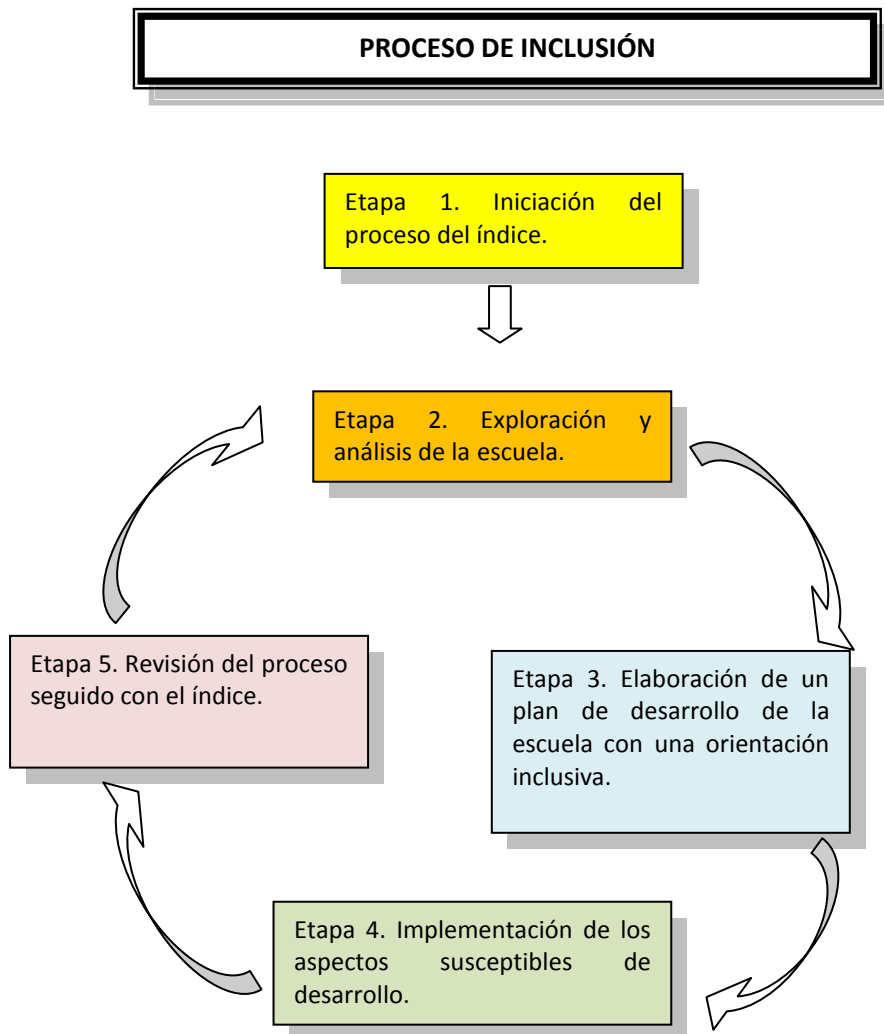 PROCESO DE INCLUSIÓN
Etapa 1. Iniciación del
proceso del índice.
Etapa 2. Exploración y
análisis de la escuela.
Etapa 3. Elaboración de un
plan de desarrollo de la
escuela con una orientación
inclusiva.
Etapa 4. Implementación de los
aspectos susceptibles de
desarrollo.
Etapa 5. Revisión del proceso
seguido con el índice.